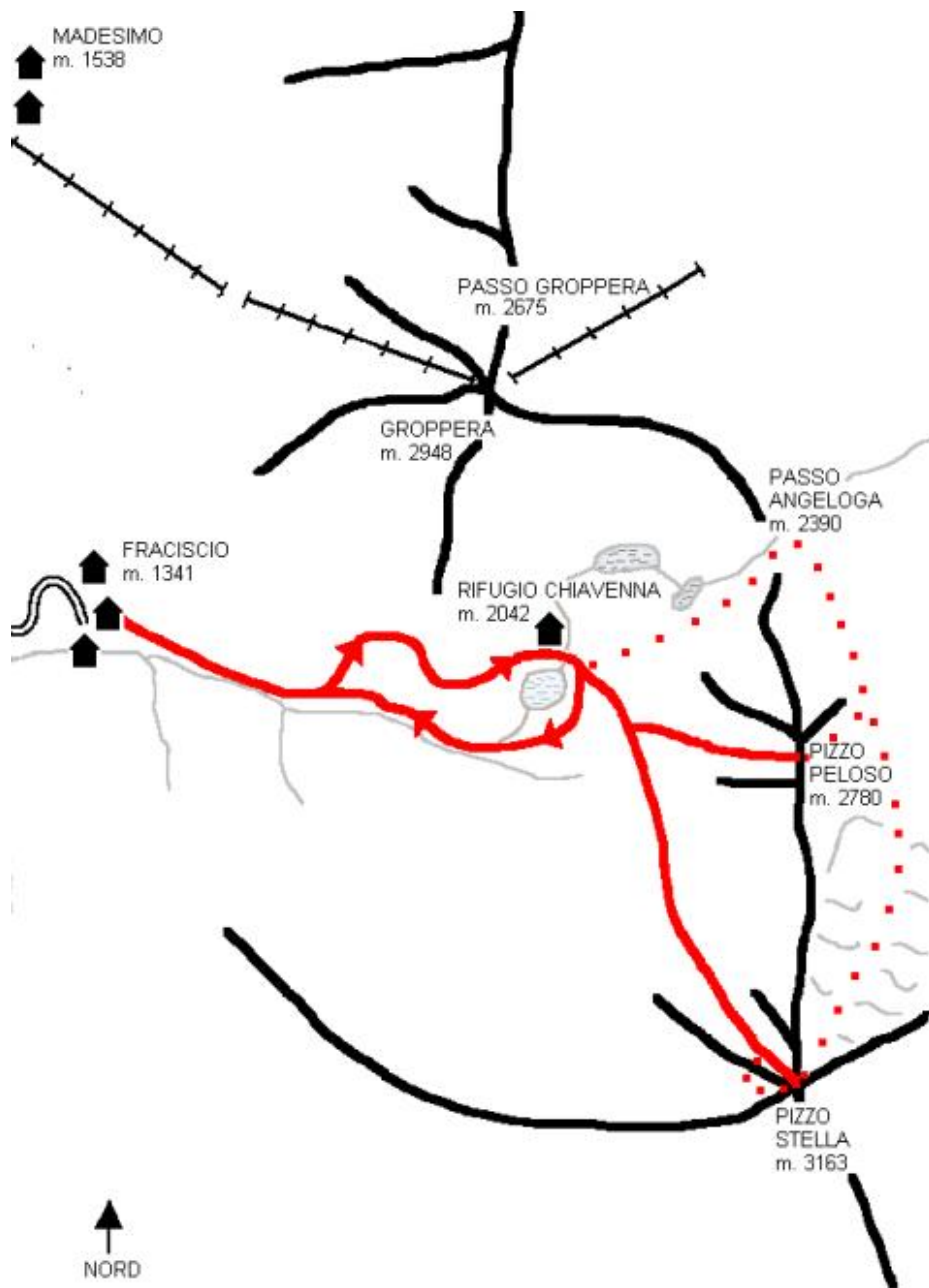 MADESIMO
m. 1538
PASSO GROPPERA
m. 2675
GROPPERA
m. 2948
PASSO
ANGELOGA
m. 2390
FRACISCIO
m. 1341
RIFUGIO CHIAVENNA
m. 2042
PIZZO
PELOSO
m. 2780
PIZZO
STELLA
m. 3163
NORD